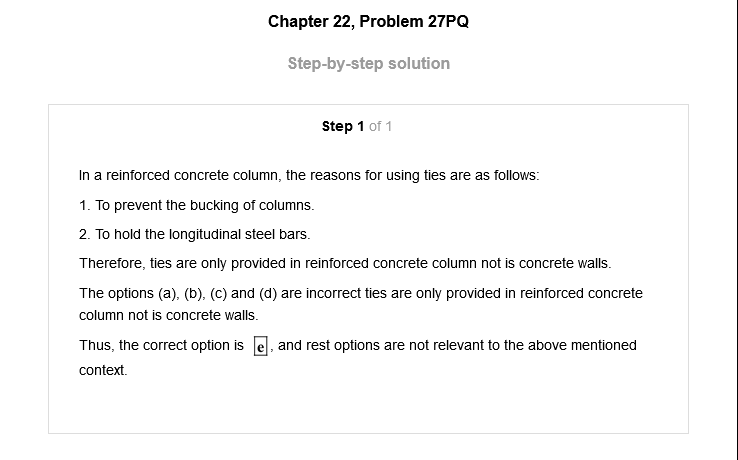 Chapter 22, Problem 27PQ
Step-by-step solution
Step 1 of 1
In a reinforced concrete column, the reasons for using ties are as follows:
1. To prevent the bucking of columns.
2. To hold the longitudinal steel bars.
Therefore, ties are only provided in reinforced concrete column not is concrete walls.
The options (a), (b), (c) and (d) are incorrect ties are only provided in reinforced concrete
column not is concrete walls.
Thus, the correct option is e, and rest options are not relevant to the above mentioned
context.